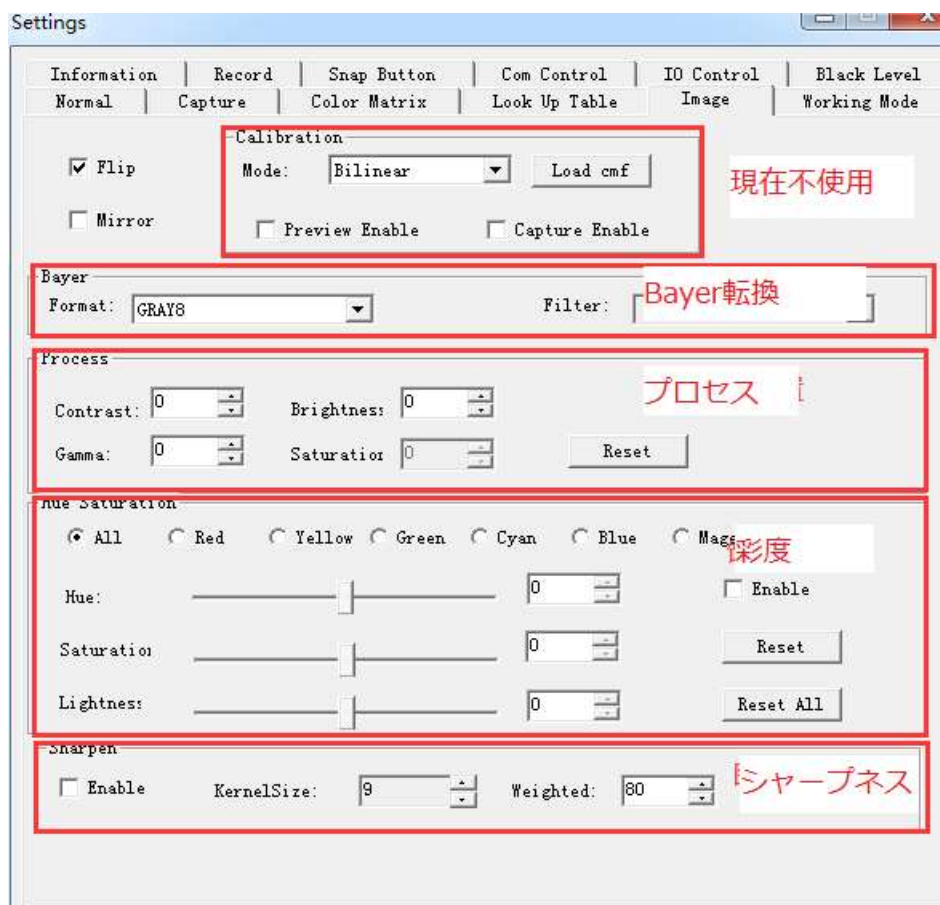 Settings
Information Record Snap Button Com Control IO Control Black Level
Normal Capture Color Matrix Look Up Table Image Working Mode
Calibration
Flip Mode: Bilinear Load cmf 現在不使用
Mirror Preview Enable Capture Enable
Bayer
Format: GRAY8 Filter: Bayer転換
Process
Contrast: 0 Brightness 0 プロセス
Gamma: 0 Saturation 0 Reset
Hue Saturation
All Red Yellow Green Cyan Blue Mage 彩度
Hue: 0 Enable
Saturation 0 Reset
Lightness 0 Reset All
Sharpen
Enable KernelSize: 9 Weighted: 80 シャープネス